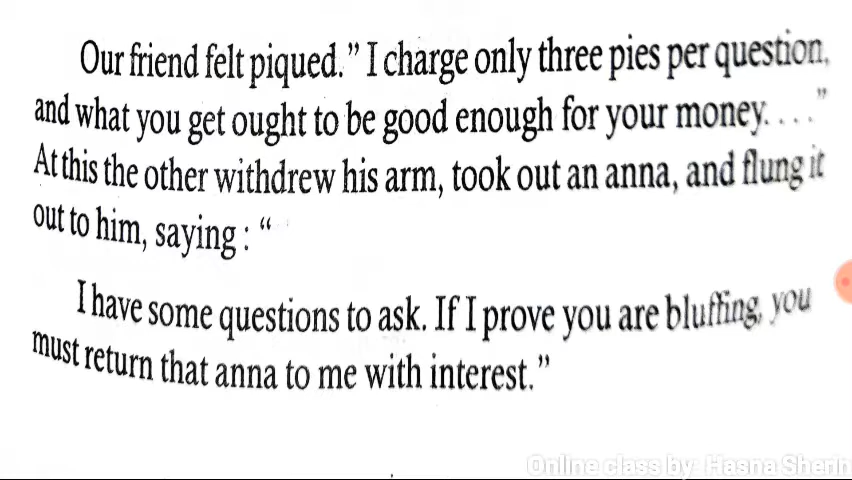 Our friend felt piqued.” I charge only three pies per question,
and what you get ought to be good enough for your money. . . .”
At this the other withdrew his arm, took out an anna, and flung it
out to him, saying : “
I have some questions to ask. If I prove you are bluffing, you
must return that anna to me with interest.”
Online class by: Hasna Sherin